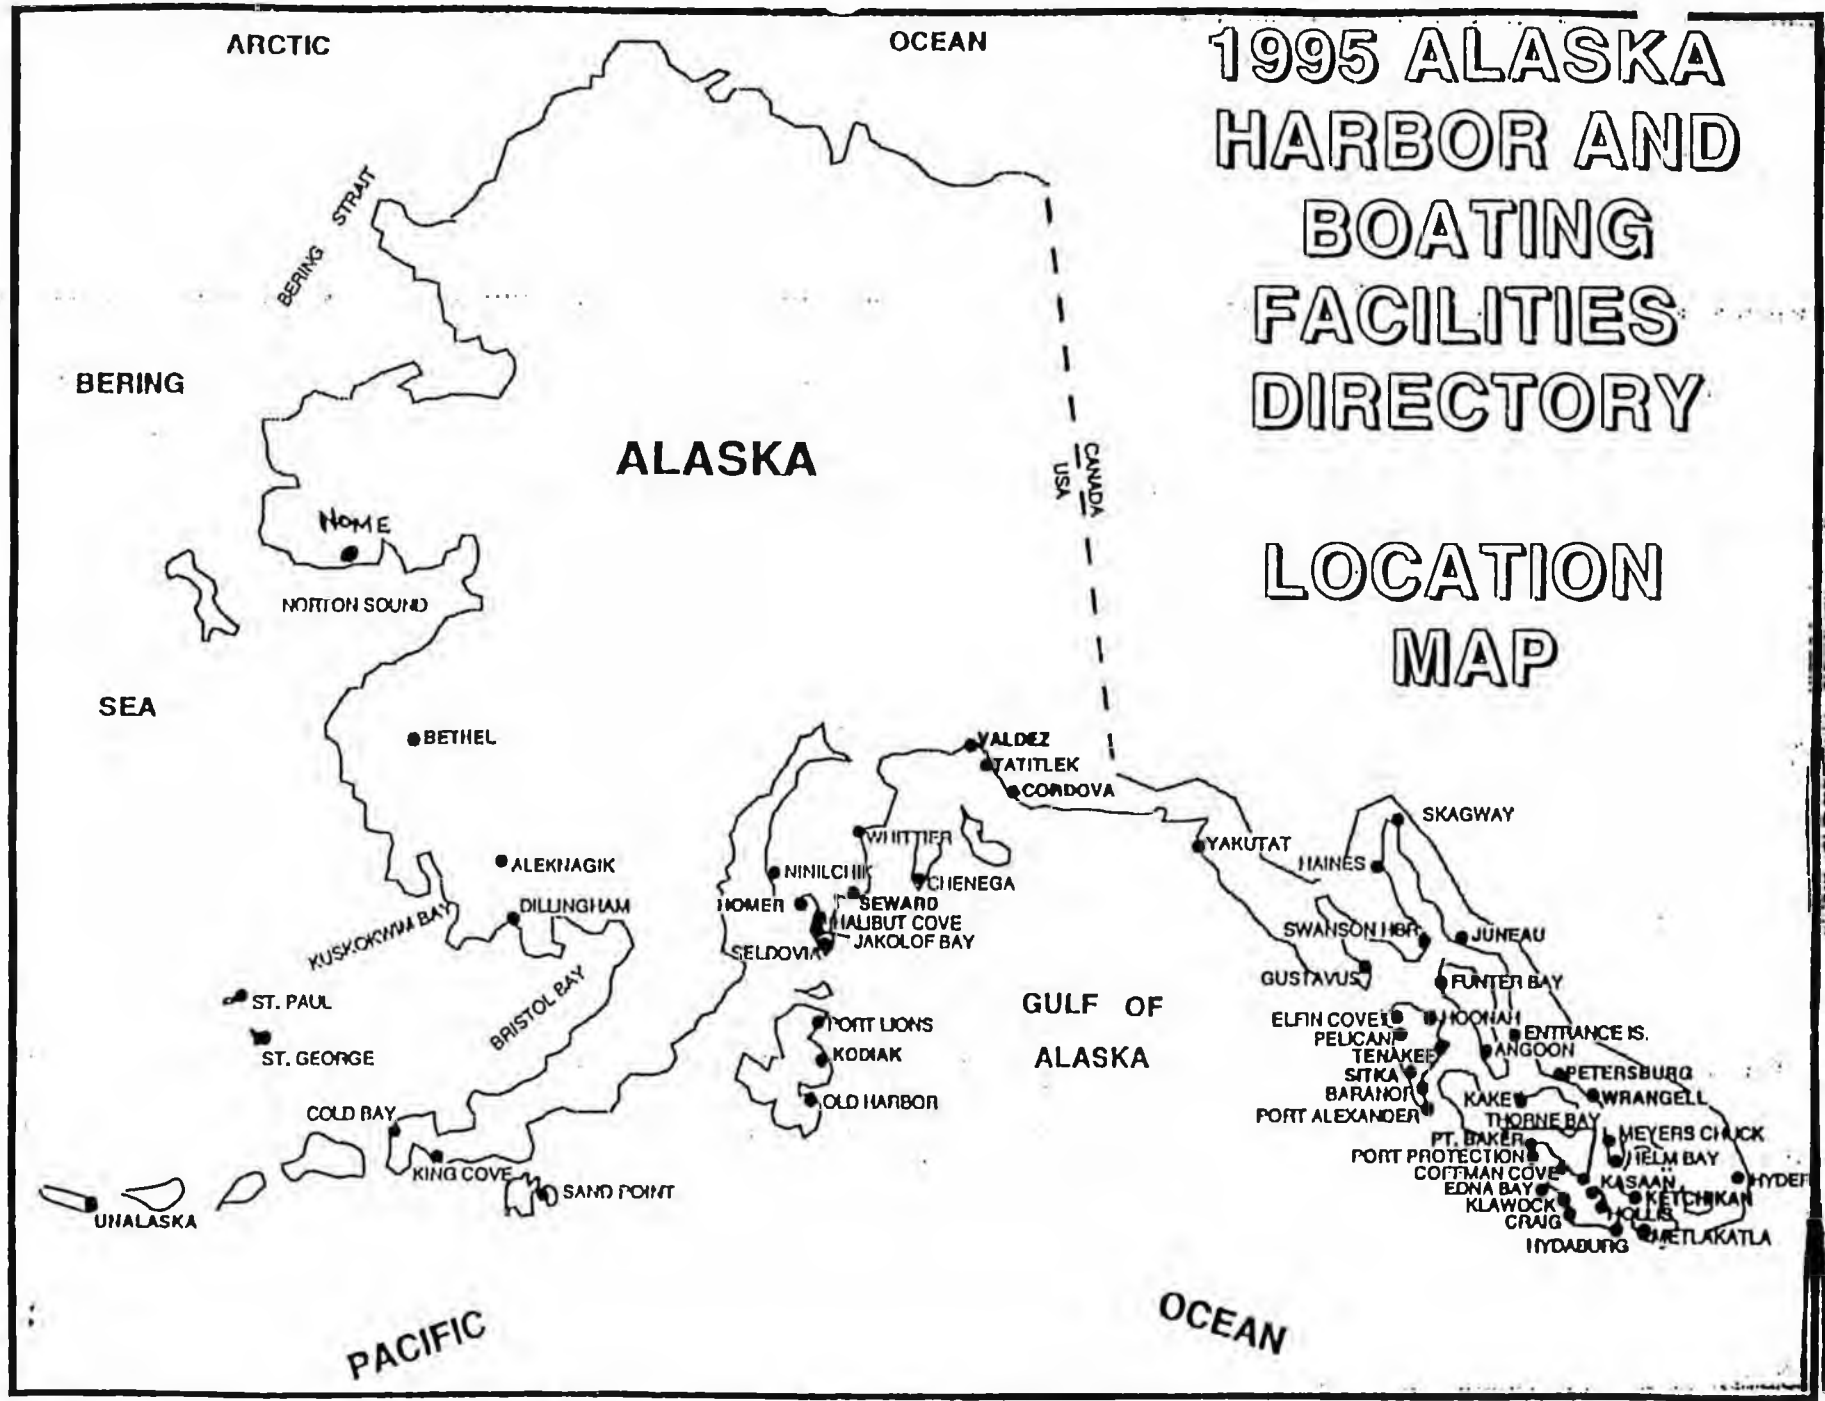 ARCTIC
OCEAN
1995 ALASKA
HARBOR AND
BOATING
FACILITIES
DIRECTORY
LOCATION
MAP
BERING STRAIT
BERING
SEA
ALASKA
CANADA
USA
NOME
NORTON SOUND
BETHEL
ALEKNAGIK
DILLINGHAM
KUSKOKWIM BAY
BRISTOL BAY
ST. PAUL
ST. GEORGE
COLD BAY
KING COVE
SAND POINT
UNALASKA
VALDEZ
TATITLEK
CORDOVA
WHITTIER
NINILCHIK
CHENEGA
HOMER
SEWARD
HALIBUT COVE
JAKOLOF BAY
SELDOVIA
PORT LIONS
KODIAK
OLD HARBOR
GULF OF
ALASKA
YAKUTAT
SKAGWAY
HAINES
SWANSON HBR
JUNEAU
GUSTAVUS
FUNTER BAY
ELFIN COVE
HOONAH
PELICAN
ENTRANCE IS.
TENAKEE
ANGOON
SITKA
PETERSBURG
BARANOF
KAKE
WRANGELL
PORT ALEXANDER
THORNE BAY
PT. BAKER
MEYERS CHUCK
PORT PROTECTION
HELM BAY
COFFMAN COVE
KASAAN
HYDER
EDNA BAY
KETCHIKAN
KLAWOCK
HOLLIS
CRAIG
METLAKATLA
HYDABURG
PACIFIC
OCEAN